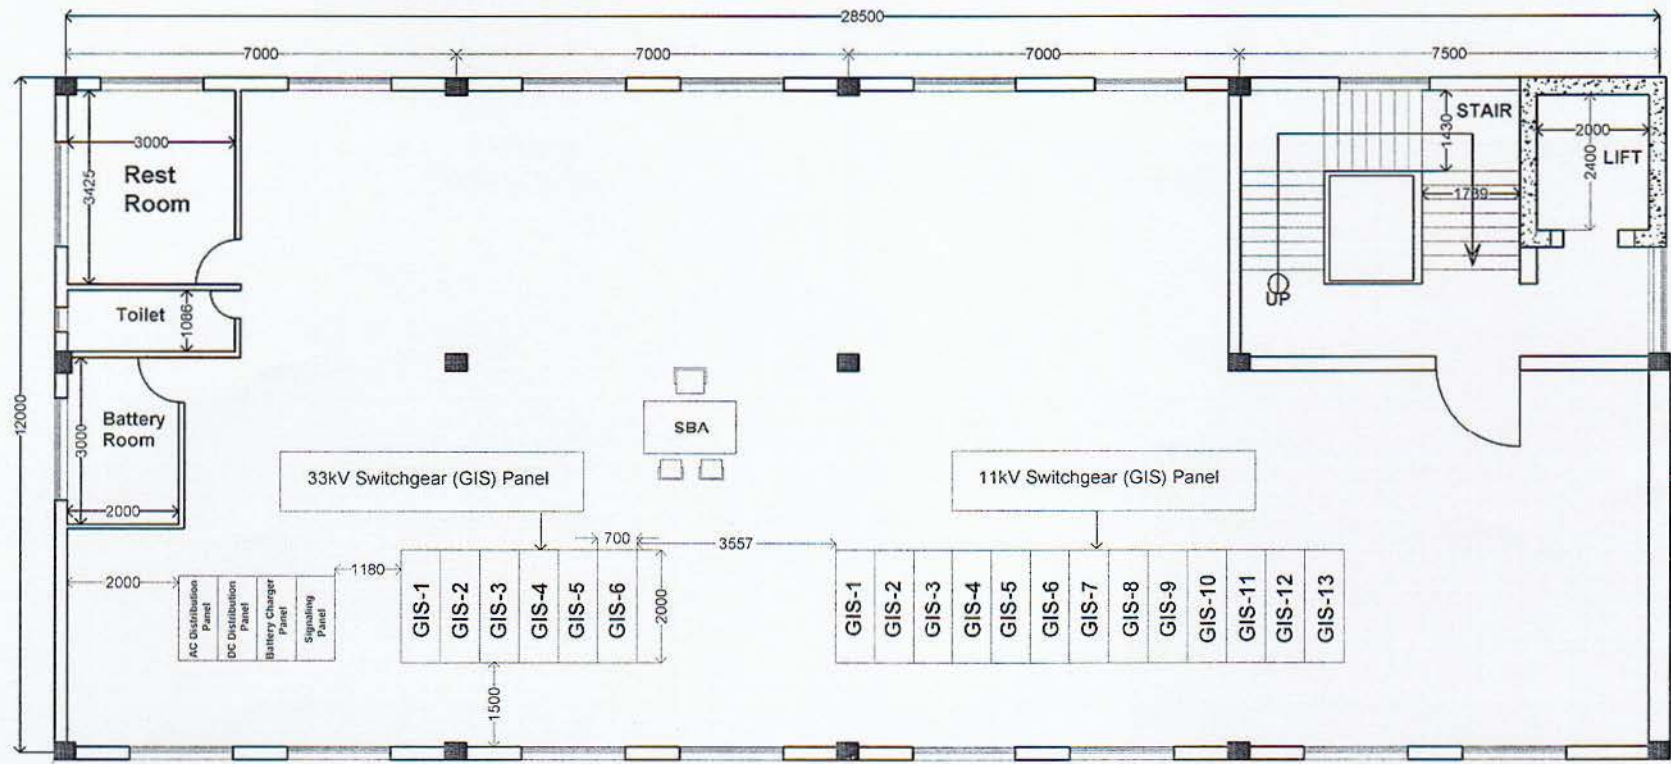 28500
7000
7000
7000
7500
12000
3000
3425
Rest
Room
1430
STAIR
2000
2400
LIFT
1789
UP
Toilet
1086
Battery
Room
3000
2000
SBA
33kV Switchgear (GIS) Panel
11kV Switchgear (GIS) Panel
700
3557
2000
1180
AC Distribution
Panel
DC Distribution
Panel
Battery Charger
Panel
Signaling
Panel
GIS-1
GIS-2
GIS-3
GIS-4
GIS-5
GIS-6
2000
1500
GIS-1
GIS-2
GIS-3
GIS-4
GIS-5
GIS-6
GIS-7
GIS-8
GIS-9
GIS-10
GIS-11
GIS-12
GIS-13